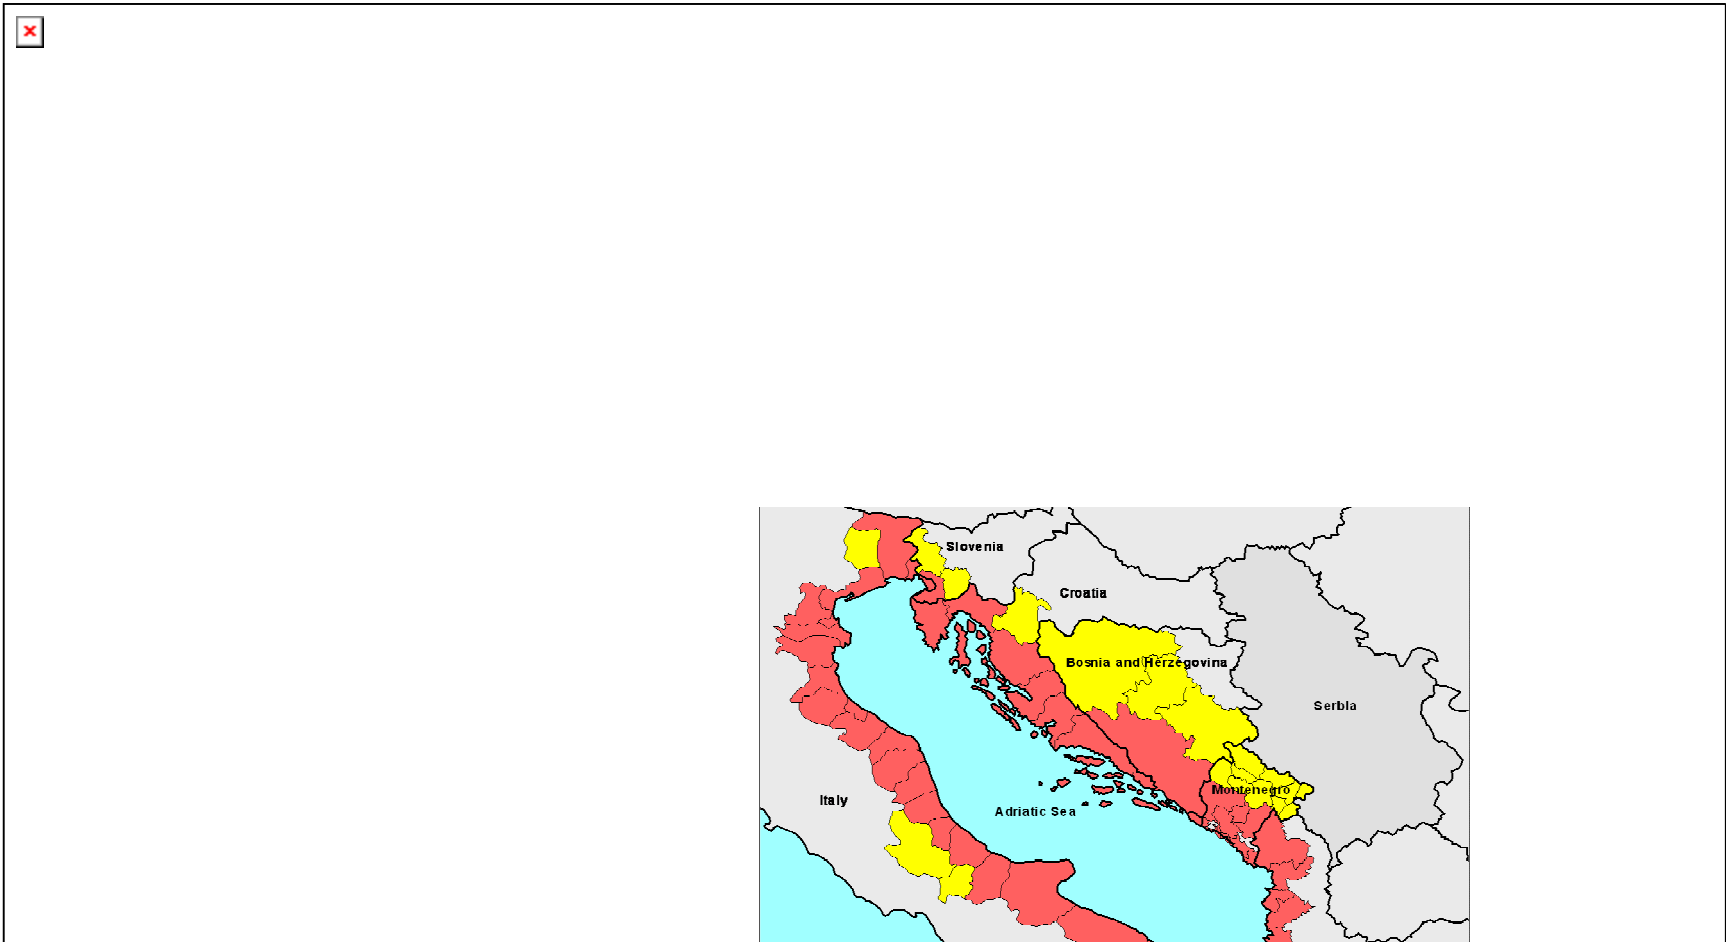 Slovenia
Croatia
Bosnia and Herzegovina
Serbia
Montenegro
Italy
Adriatic Sea